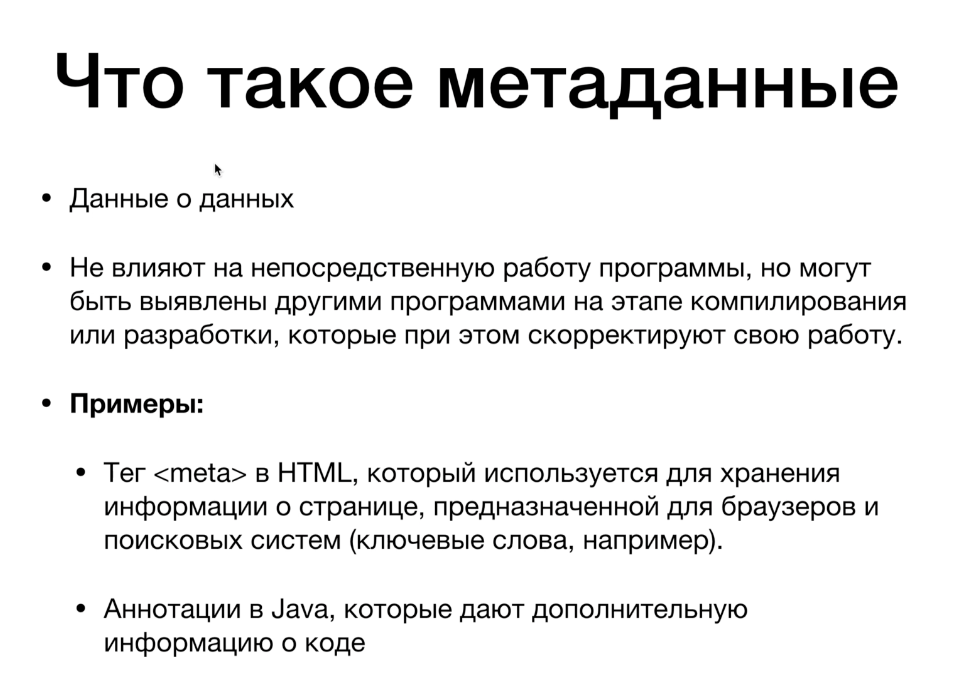 Что такое метаданные
• Данные о данных
• Не влияют на непосредственную работу программы, но могут
быть выявлены другими программами на этапе компилирования
или разработки, которые при этом скорректируют свою работу.
• Примеры:
• Тег <meta> в HTML, который используется для хранения
информации о странице, предназначенной для браузеров и
поисковых систем (ключевые слова, например).
• Аннотации в Java, которые дают дополнительную
информацию о коде